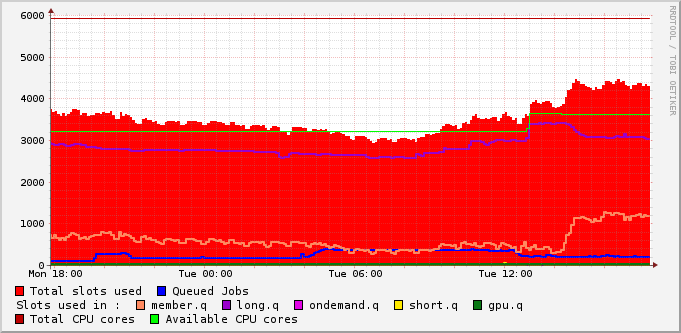 6000
5000
4000
3000
2000
1000
0
Mon 18:00 Tue 00:00 Tue 06:00 Tue 12:00
Total slots used Queued Jobs
Slots used in : member.q long.q ondemand.q short.q gpu.q
Total CPU cores Available CPU cores
RRDTOOL / TOBI OETIKER